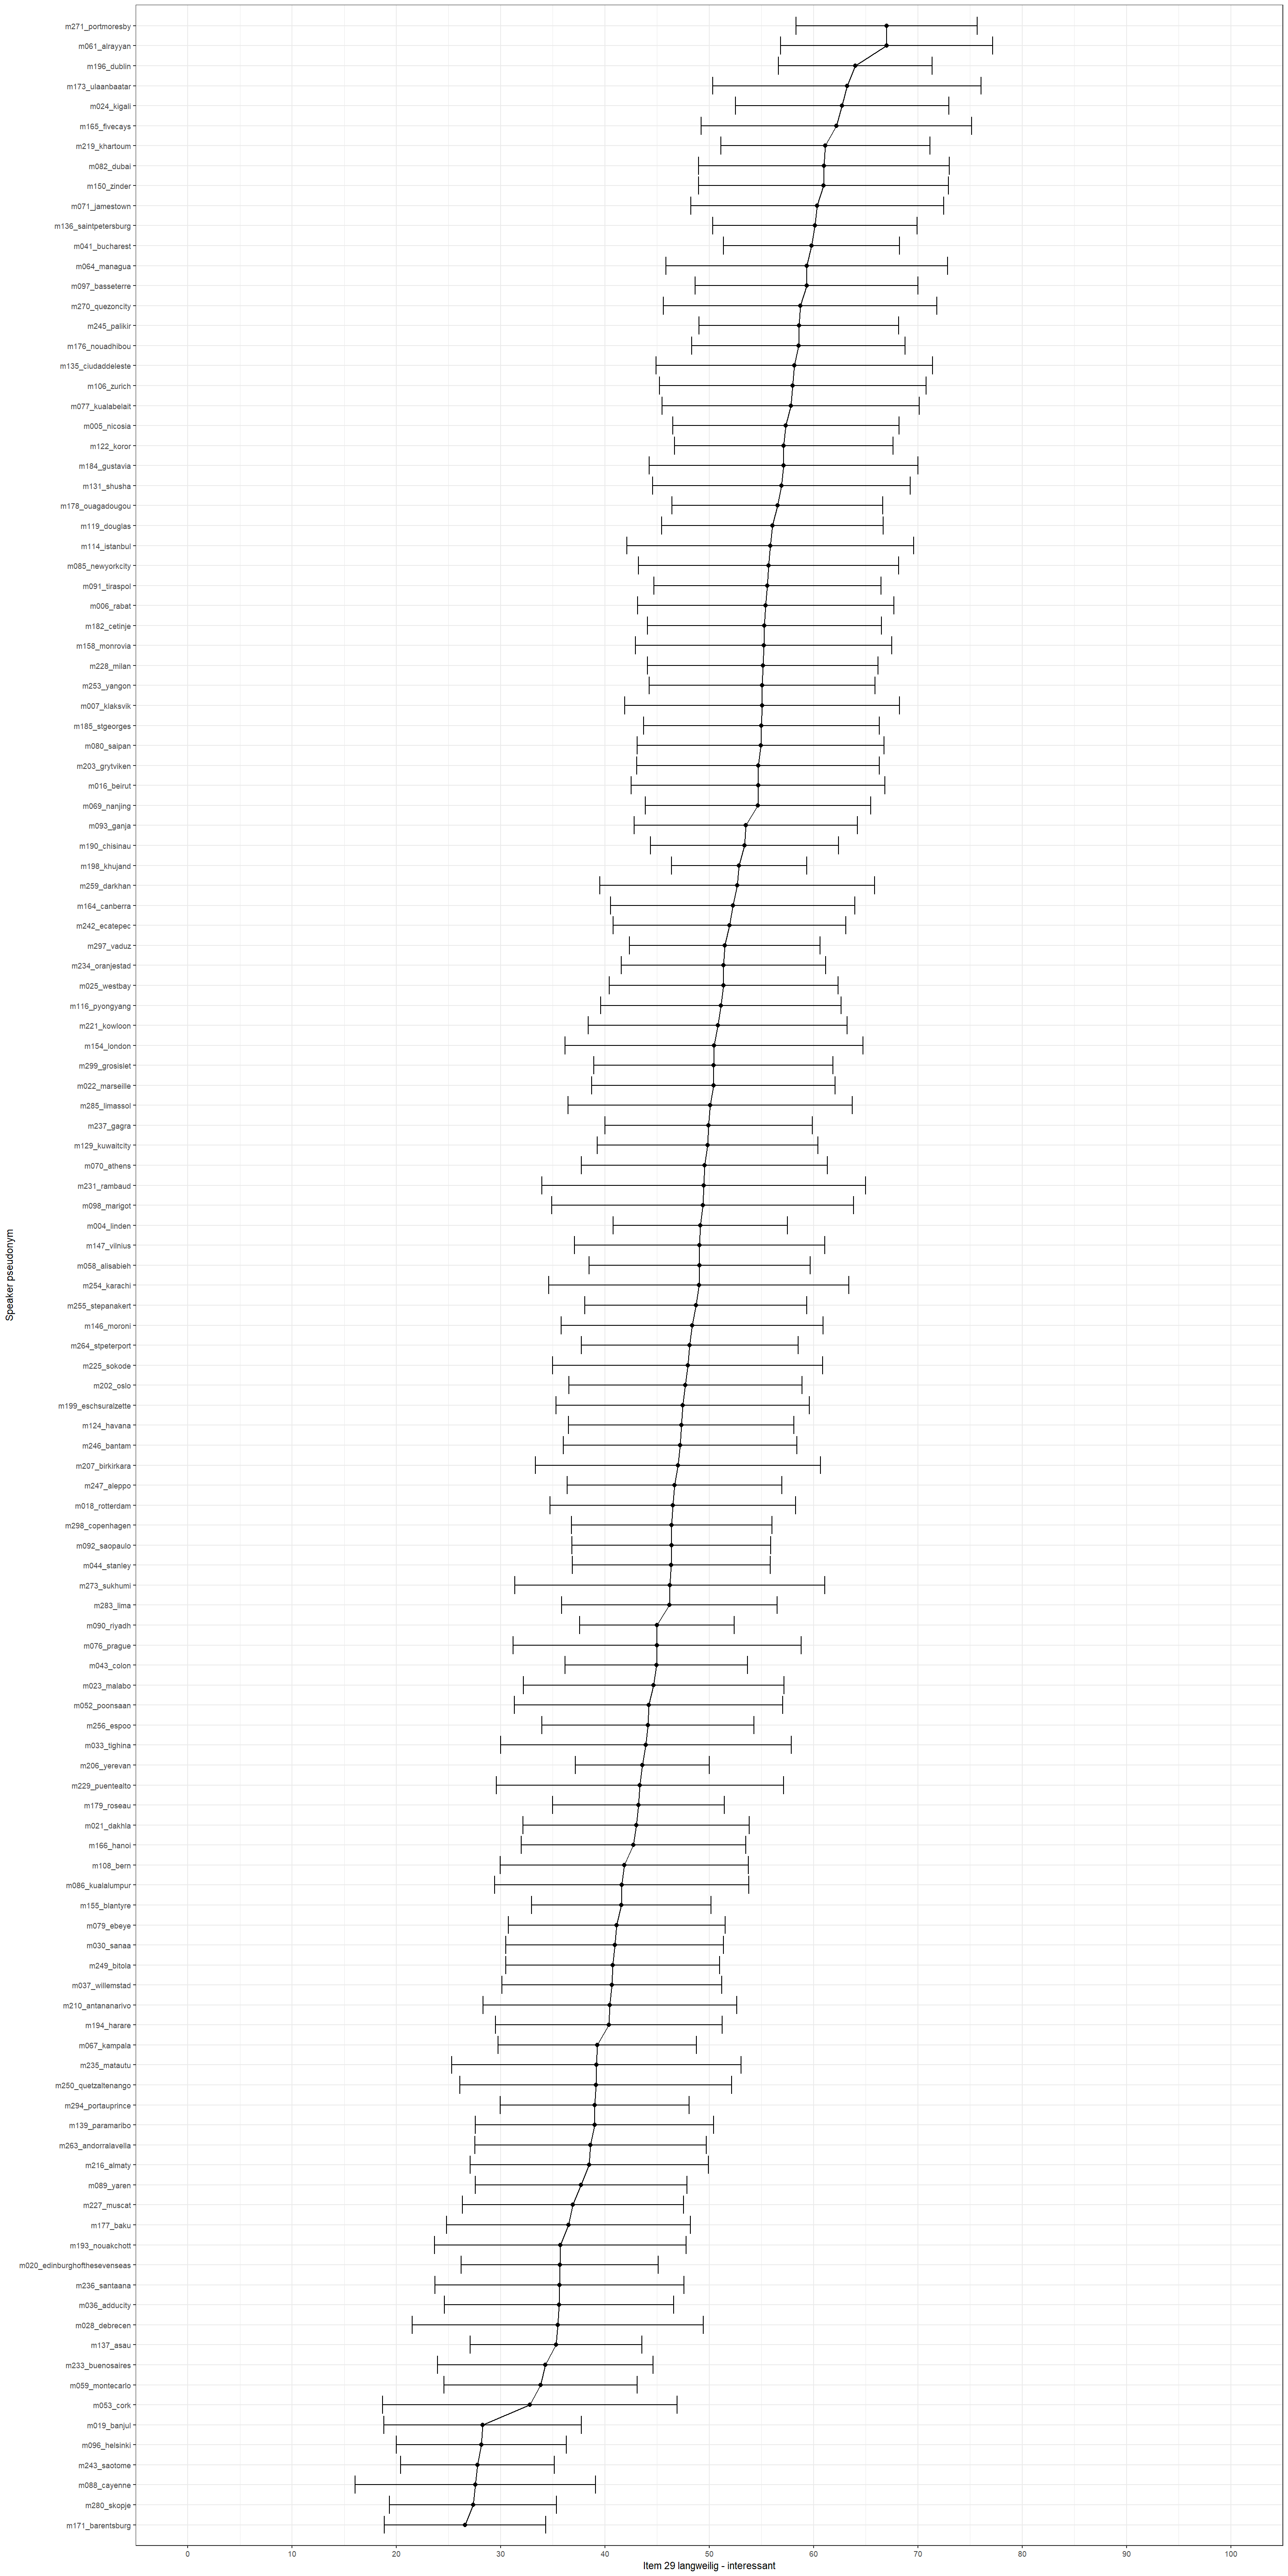 m271_portmoresby
m061_alrayyan
m196_dublin
m173_ulaanbaatar
m024_kigali
m165_fivecays
m219_khartoum
m082_dubai
m150_zinder
m071_jamestown
m136_saintpetersburg
m041_bucharest
m064_managua
m097_basseterre
m270_quezoncity
m245_palikir
m176_nouadhibou
m135_ciudaddeleste
m106_zurich
m077_kualabelait
m005_nicosia
m122_koror
m184_gustavia
m131_shusha
m178_ouagadougou
m119_douglas
m114_istanbul
m085_newyorkcity
m091_tiraspol
m006_rabat
m182_cetinje
m158_monrovia
m228_milan
m253_yangon
m007_klaksvik
m185_stgeorges
m080_saipan
m203_grytviken
m016_beirut
m069_nanjing
m093_ganja
m190_chisinau
m198_khujand
m259_darkhan
m164_canberra
m242_ecatepec
m297_vaduz
m234_oranjestad
m025_westbay
m116_pyongyang
m221_kowloon
m154_london
m299_grosislet
m022_marseille
m285_limassol
m237_gagra
m129_kuwaitcity
m070_athens
m231_rambaud
m098_marigot
m004_linden
m147_vilnius
m058_alisabieh
m254_karachi
m255_stepanakert
m146_moroni
m264_stpeterport
m225_sokode
m202_oslo
m199_eschsuralzette
m124_havana
m246_bantam
m207_birkirkara
m247_aleppo
m018_rotterdam
m298_copenhagen
m092_saopaulo
m044_stanley
m273_sukhumi
m283_lima
m090_riyadh
m076_prague
m043_colon
m023_malabo
m052_poonsaan
m256_espoo
m033_tighina
m206_yerevan
m229_puentealto
m179_roseau
m021_dakhla
m166_hanoi
m108_bern
m086_kualalumpur
m155_blantyre
m079_ebeye
m030_sanaa
m249_bitola
m037_willemstad
m210_antananarivo
m194_harare
m067_kampala
m235_matautu
m250_quetzaltenango
m294_portauprince
m139_paramaribo
m263_andorralavella
m216_almaty
m089_yaren
m227_muscat
m177_baku
m193_nouakchott
m020_edinburghofthesevenseas
m236_santaana
m036_adducity
m028_debrecen
m137_asau
m233_buenosaires
m059_montecarlo
m053_cork
m019_banjul
m096_helsinki
m243_saotome
m088_cayenne
m280_skopje
m171_barentsburg
0 10 20 30 40 50 60 70 80 90 100
Item 29 langweilig - interessant
Speaker pseudonym